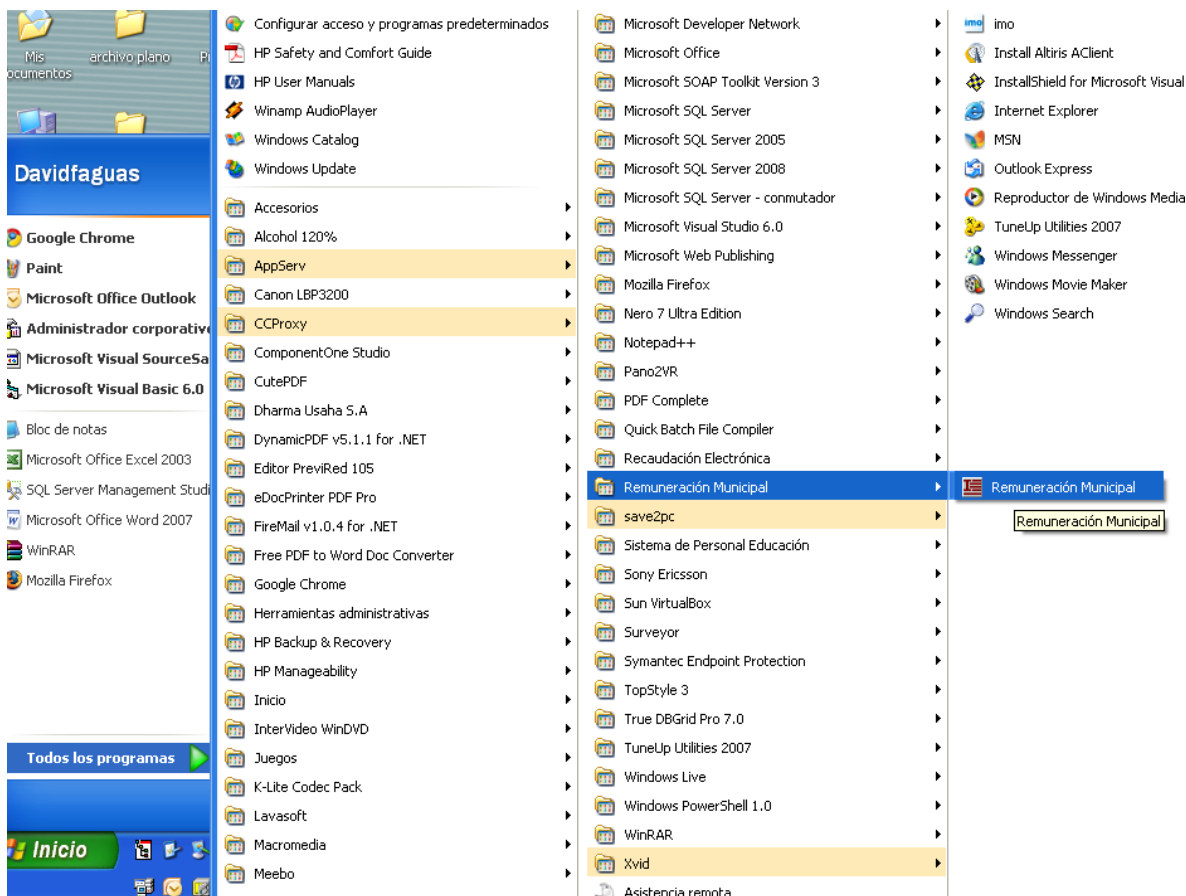 Mis
ocumentos
archivo plano
Davidfaguas
Google Chrome
Paint
Microsoft Office Outlook
Administrador corporativo
Microsoft Visual SourceSa
Microsoft Visual Basic 6.0
Bloc de notas
Microsoft Office Excel 2003
SQL Server Management Studi
Microsoft Office Word 2007
WinRAR
Mozilla Firefox
Todos los programas
Inicio
Configurar acceso y programas predeterminados
HP Safety and Comfort Guide
HP User Manuals
Winamp AudioPlayer
Windows Catalog
Windows Update
Accesorios
Alcohol 120%
AppServ
Canon LBP3200
CCProxy
ComponentOne Studio
CutePDF
Dharma Usaha S.A
DynamicPDF v5.1.1 for .NET
Editor PreviRed 105
eDocPrinter PDF Pro
FireMail v1.0.4 for .NET
Free PDF to Word Doc Converter
Google Chrome
Herramientas administrativas
HP Backup & Recovery
HP Manageability
Inicio
InterVideo WinDVD
Juegos
K-Lite Codec Pack
Lavasoft
Macromedia
Meebo
Microsoft Developer Network
Microsoft Office
Microsoft SOAP Toolkit Version 3
Microsoft SQL Server
Microsoft SQL Server 2005
Microsoft SQL Server 2008
Microsoft SQL Server - conmutador
Microsoft Visual Studio 6.0
Microsoft Web Publishing
Mozilla Firefox
Nero 7 Ultra Edition
Notepad++
Pano2VR
PDF Complete
Quick Batch File Compiler
Recaudación Electrónica
Remuneración Municipal
save2pc
Sistema de Personal Educación
Sony Ericsson
Sun VirtualBox
Surveyor
Symantec Endpoint Protection
TopStyle 3
True DBGrid Pro 7.0
TuneUp Utilities 2007
Windows Live
Windows PowerShell 1.0
WinRAR
Xvid
Asistencia remota
imo
Install Altiris AClient
InstallShield for Microsoft Visual
Internet Explorer
MSN
Outlook Express
Reproductor de Windows Media
TuneUp Utilities 2007
Windows Messenger
Windows Movie Maker
Windows Search
Remuneración Municipal
Remuneración Municipal